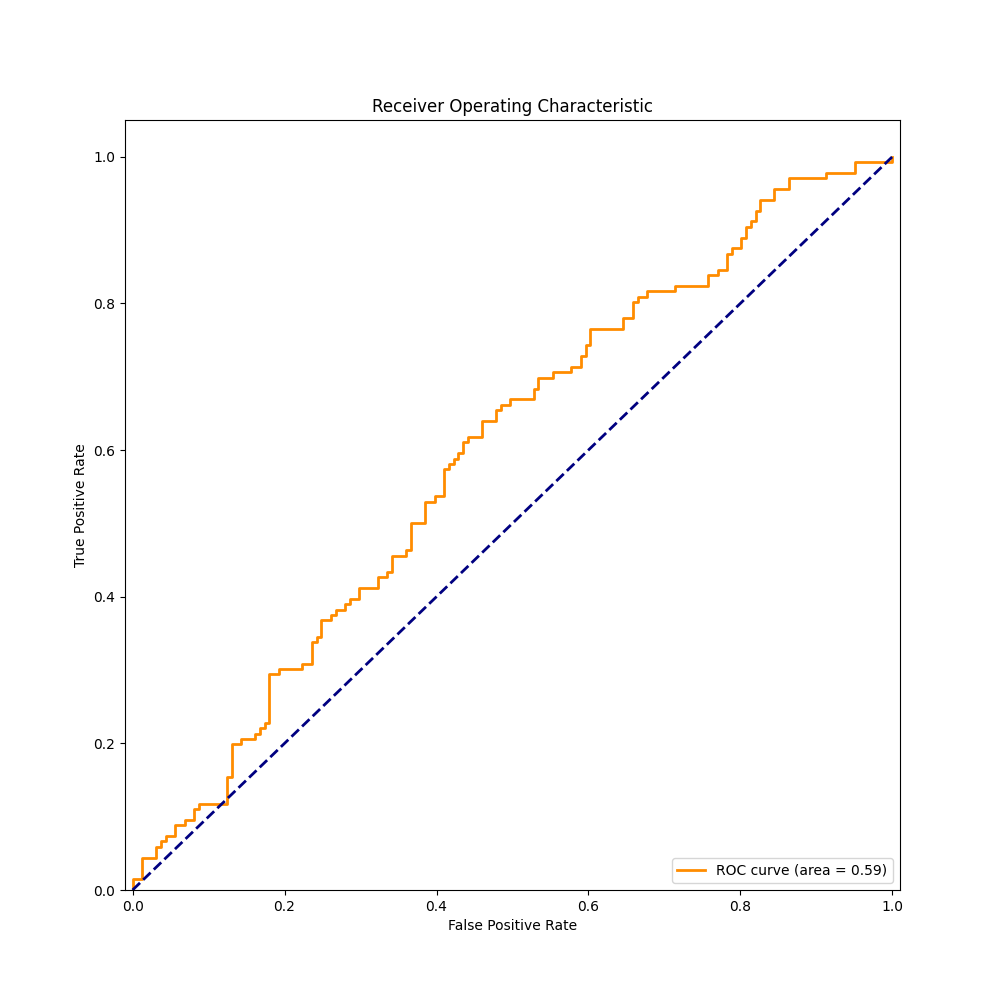 Receiver Operating Characteristic
1.0
0.8
0.6
0.4
0.2
0.0
True Positive Rate
ROC curve (area = 0.59)
0.0 0.2 0.4 0.6 0.8 1.0
False Positive Rate